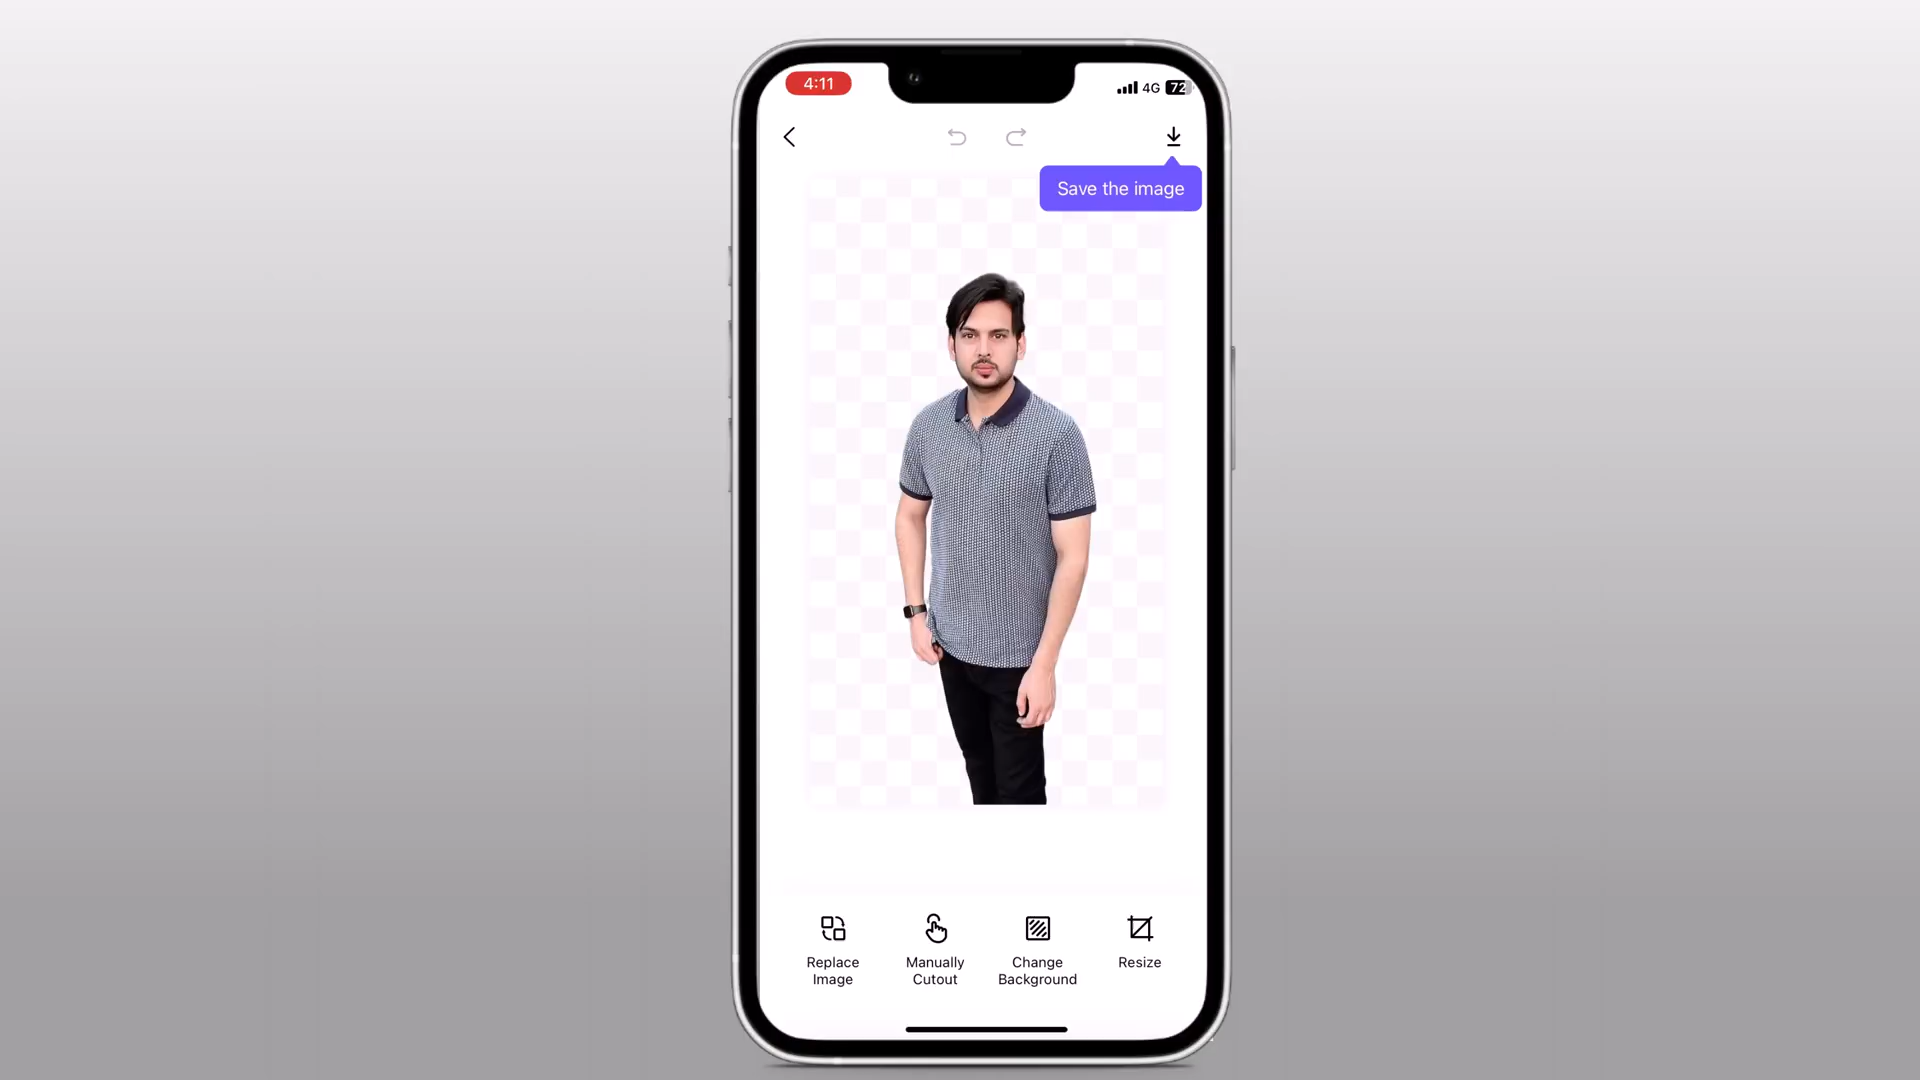 4:11
4G
72
Save the image
Replace
Image
Manually
Cutout
Change
Background
Resize